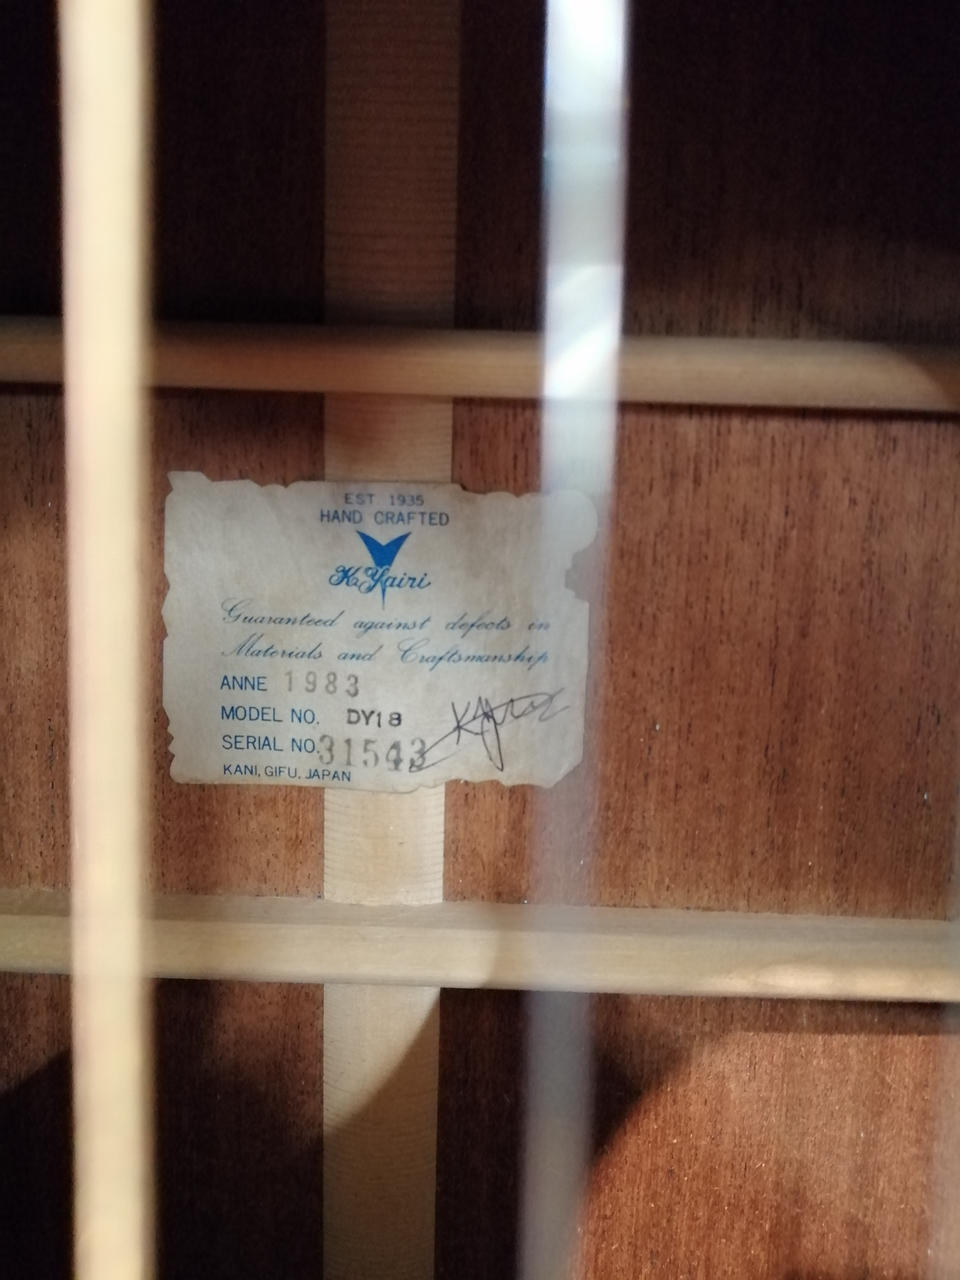 EST. 1935
HAND CRAFTED
K.Yairi
Guaranteed against defects in
Materials and Craftsmanship
ANNE 1983
MODEL NO. DY18
SERIAL NO. 31543
KANI, GIFU, JAPAN